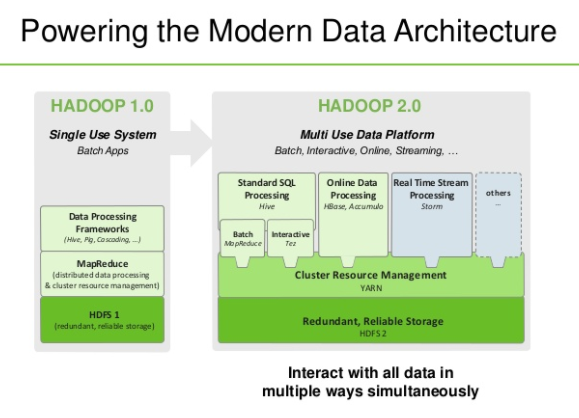 Powering the Modern Data Architecture
HADOOP 1.0
Single Use System
Batch Apps
Data Processing
Frameworks
(Hive, Pig, Cascading, ...)
MapReduce
(distributed data processing
& cluster resource management)
HDFS 1
(redundant, reliable storage)
HADOOP 2.0
Multi Use Data Platform
Batch, Interactive, Online, Streaming, ...
Standard SQL
Processing
Hive
Batch
MapReduce
Interactive
Tez
Online Data
Processing
HBase, Accumulo
Real Time Stream
Processing
Storm
others
...
Cluster Resource Management
YARN
Redundant, Reliable Storage
HDFS 2
Interact with all data in
multiple ways simultaneously